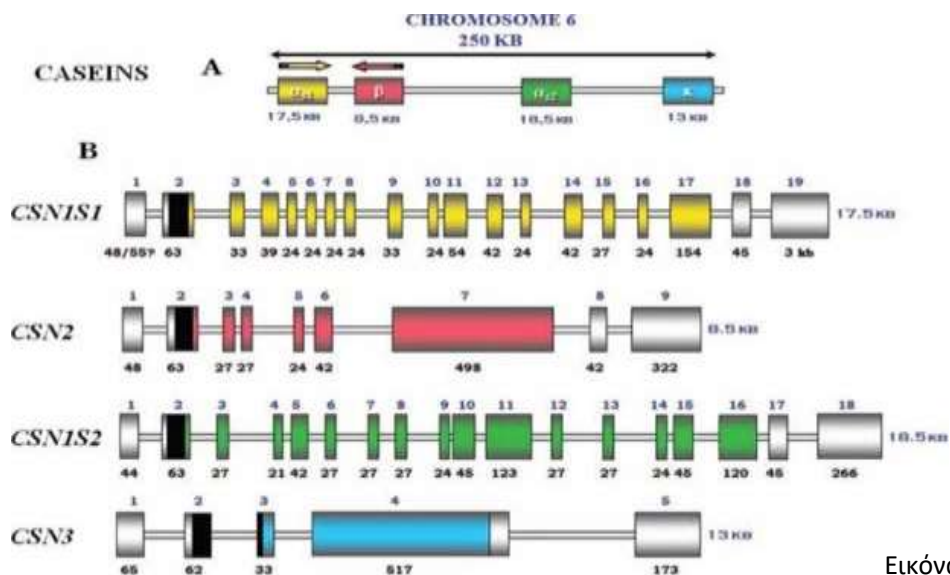 CHROMOSOME 6
250 KB
CASEINS A
αs1 β αs2 κ
17,5 KB 8,5 KB 18,5 KB 13 KB
B
1 2 3 4 5 6 7 8 9 10 11 12 13 14 15 16 17 18 19
CSN1S1 17.5 KB
48/55? 63 33 39 24 24 24 24 33 24 54 42 24 42 27 24 154 45 3 kb
1 2 3 4 5 6 7 8 9
CSN2 8.5 KB
48 63 27 27 24 42 498 42 322
1 2 3 4 5 6 7 8 9 10 11 12 13 14 15 16 17 18
CSN1S2 18.5 KB
44 63 27 21 42 27 27 27 24 45 123 27 27 24 45 120 45 266
1 2 3 4 5
CSN3 13 KB
65 62 33 517 173